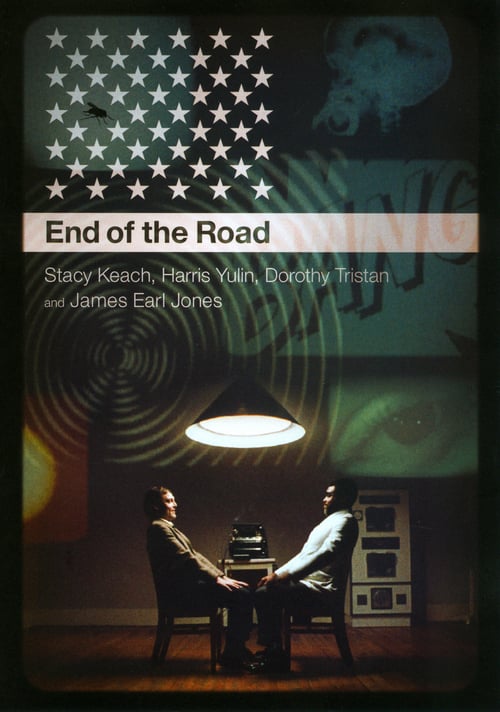 End of the Road
Stacy Keach, Harris Yulin, Dorothy Tristan
and James Earl Jones